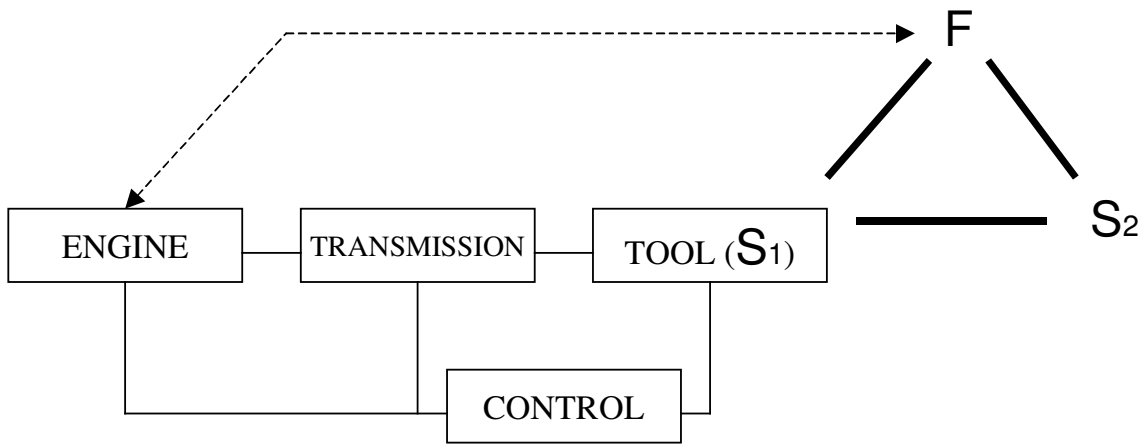 F
ENGINE
TRANSMISSION
TOOL (S1)
S2
CONTROL